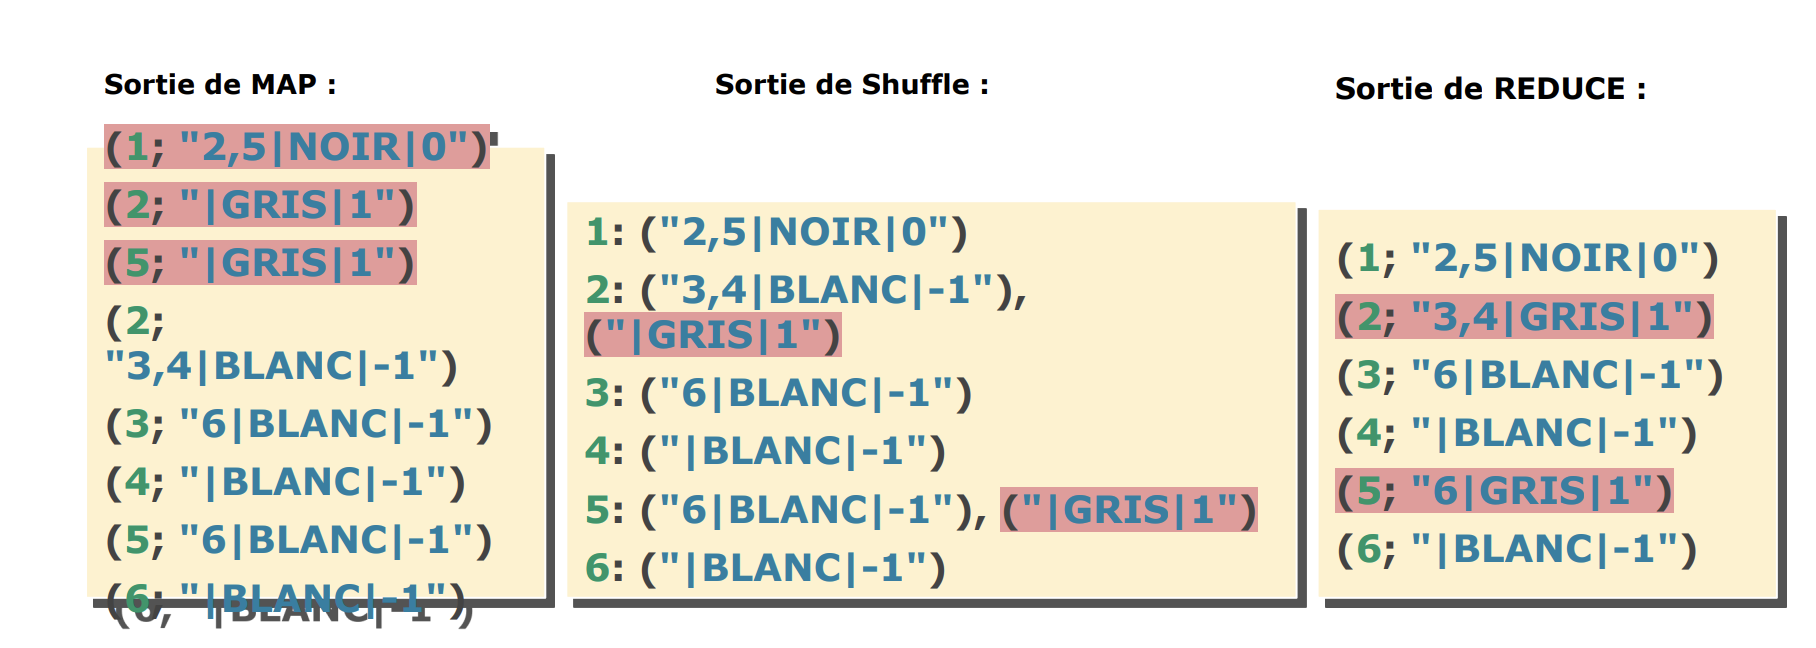 Sortie de MAP :
(1; "2,5|NOIR|0")
(2; "|GRIS|1")
(5; "|GRIS|1")
(2;
"3,4|BLANC|-1")
(3; "6|BLANC|-1")
(4; "|BLANC|-1")
(5; "6|BLANC|-1")
(6; "|BLANC|-1")
Sortie de Shuffle :
1: ("2,5|NOIR|0")
2: ("3,4|BLANC|-1"),
("|GRIS|1")
3: ("6|BLANC|-1")
4: ("|BLANC|-1")
5: ("6|BLANC|-1"), ("|GRIS|1")
6: ("|BLANC|-1")
Sortie de REDUCE :
(1; "2,5|NOIR|0")
(2; "3,4|GRIS|1")
(3; "6|BLANC|-1")
(4; "|BLANC|-1")
(5; "6|GRIS|1")
(6; "|BLANC|-1")